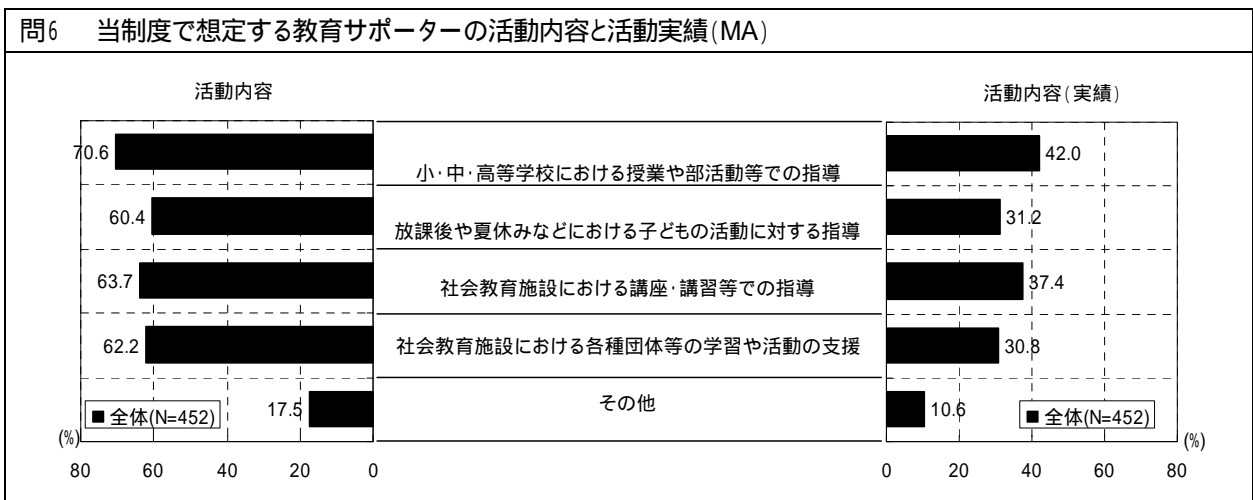 問6 当制度で想定する教育サポーターの活動内容と活動実績(MA)
活動内容
活動内容(実績)
70.6
小・中・高等学校における授業や部活動等での指導
42.0
60.4
放課後や夏休みなどにおける子どもの活動に対する指導
31.2
63.7
社会教育施設における講座・講習等での指導
37.4
62.2
社会教育施設における各種団体等の学習や活動の支援
30.8
17.5
その他
10.6
全体(N=452)
全体(N=452)
(%)
(%)
80 60 40 20 0
0 20 40 60 80